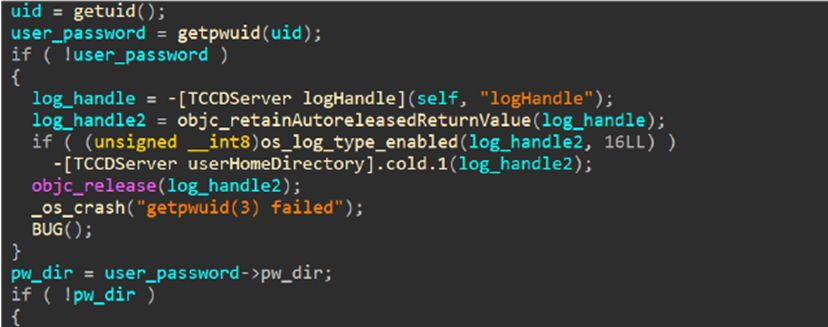 uid = getuid();
user_password = getpwuid(uid);
if ( !user_password )
{
log_handle = -[TCCDServer logHandle](self, "logHandle");
log_handle2 = objc_retainAutoreleasedReturnValue(log_handle);
if ( (unsigned __int8)os_log_type_enabled(log_handle2, 16LL) )
-[TCCDServer userHomeDirectory].cold.1(log_handle2);
objc_release(log_handle2);
_os_crash("getpwuid(3) failed");
BUG();
}
pw_dir = user_password->pw_dir;
if ( !pw_dir )
{